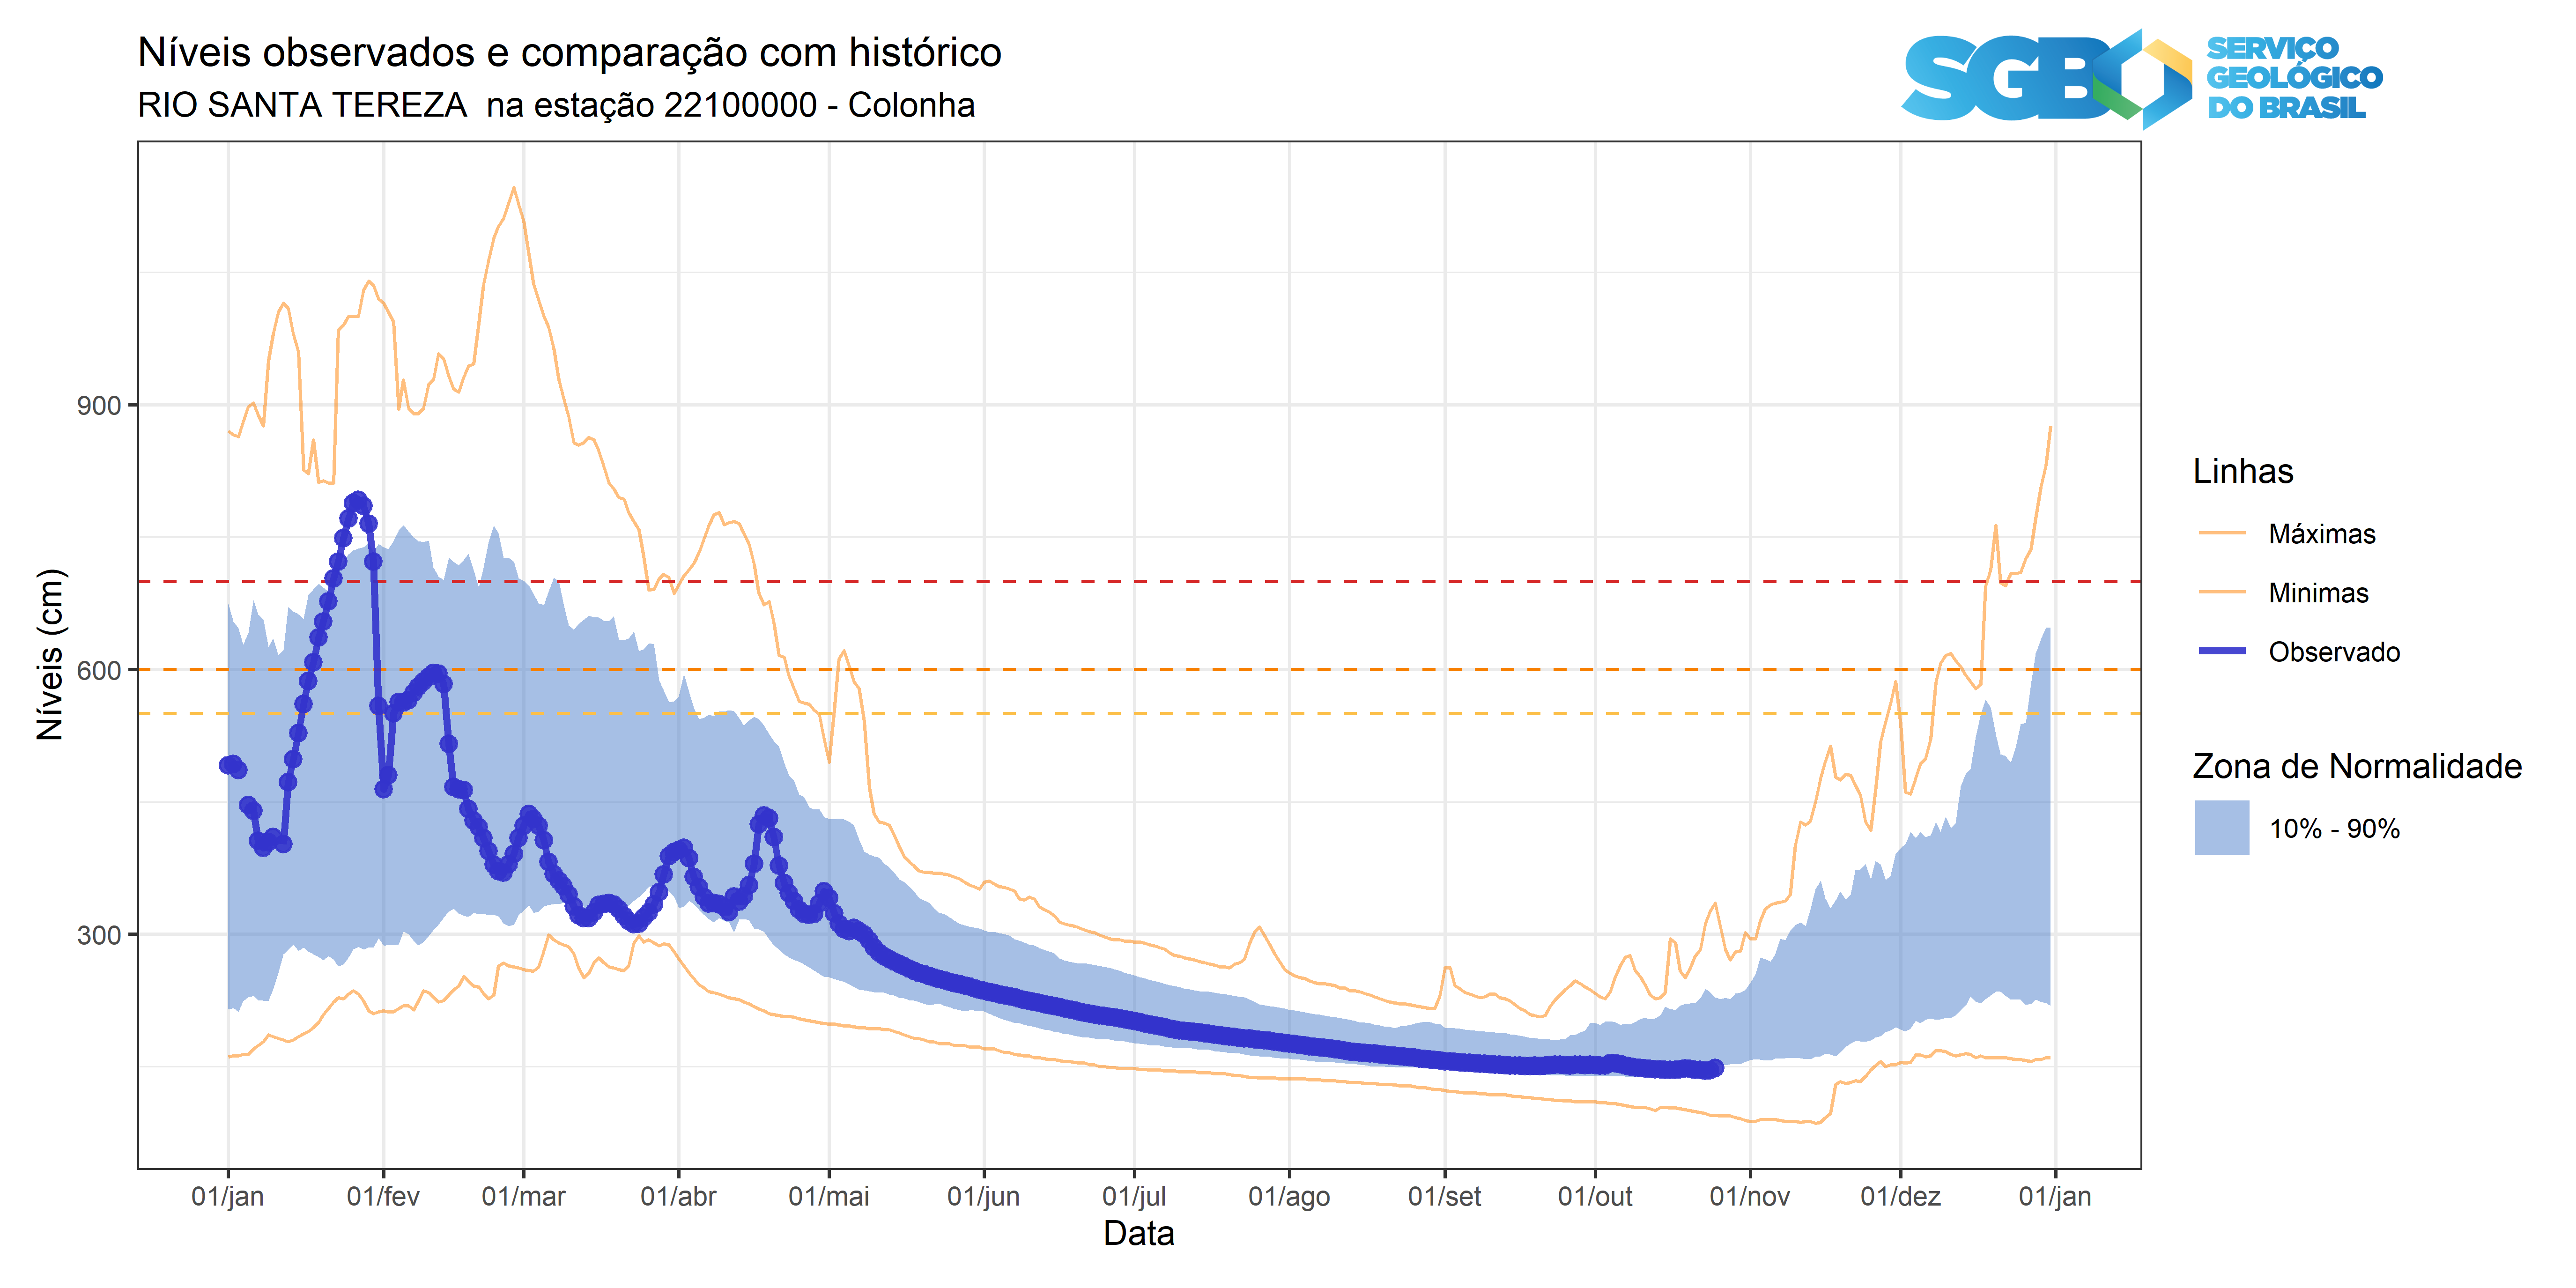 Níveis observados e comparação com histórico
RIO SANTA TEREZA  na estação 22100000 - Colonha
SGB
SERVIÇO
GEOLÓGICO
DO BRASIL
Níveis (cm)
900
600
300
01/jan
01/fev
01/mar
01/abr
01/mai
01/jun
01/jul
01/ago
01/set
01/out
01/nov
01/dez
01/jan
Data
Linhas
Máximas
Minimas
Observado
Zona de Normalidade
10% - 90%